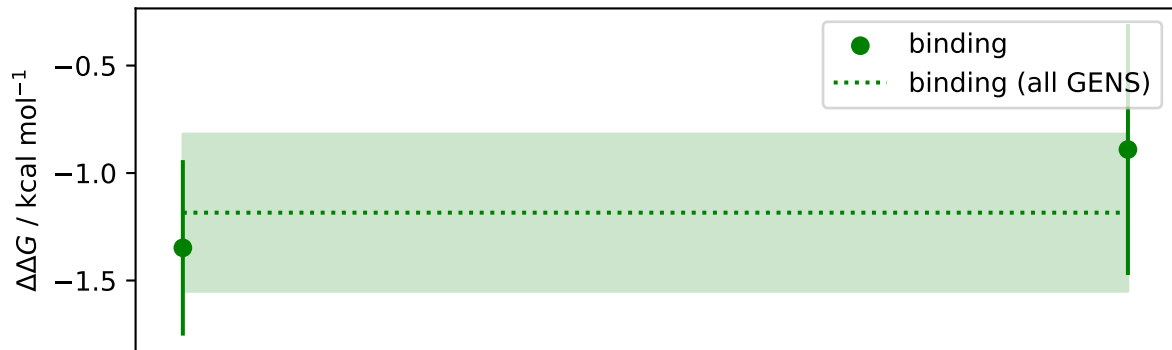 binding
binding (all GENS)
−0.5
−1.0
−1.5
ΔΔG / kcal mol⁻¹